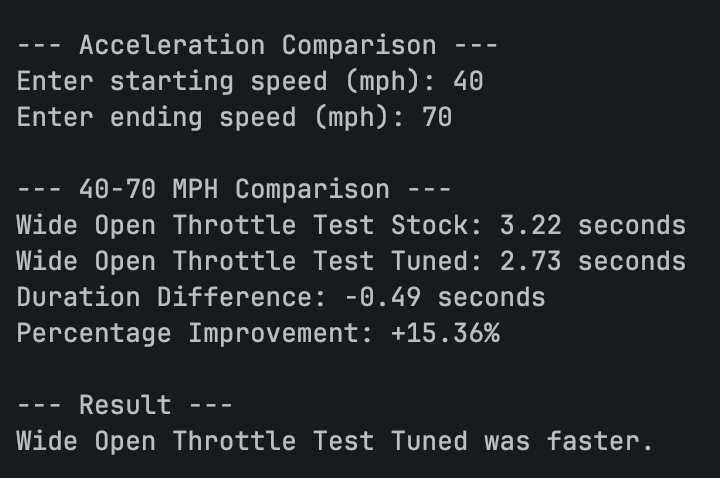 --- Acceleration Comparison ---
Enter starting speed (mph): 40
Enter ending speed (mph): 70
--- 40-70 MPH Comparison ---
Wide Open Throttle Test Stock: 3.22 seconds
Wide Open Throttle Test Tuned: 2.73 seconds
Duration Difference: -0.49 seconds
Percentage Improvement: +15.36%
--- Result ---
Wide Open Throttle Test Tuned was faster.